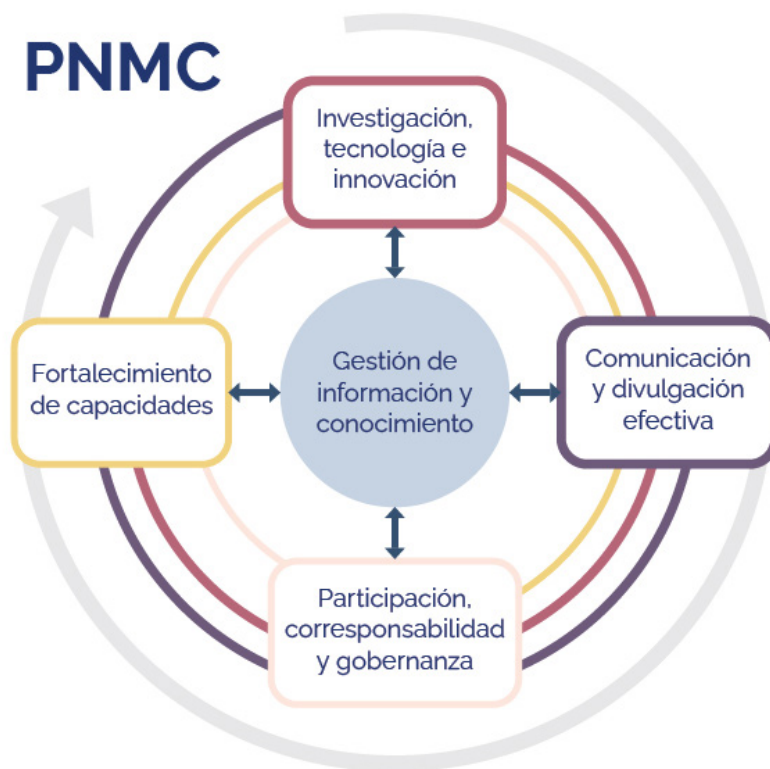 PNMC
Investigación,
tecnología e
innovación
Fortalecimiento
de capacidades
Gestión de
información y
conocimiento
Comunicación
y divulgación
efectiva
Participación,
corresponsabilidad
y gobernanza